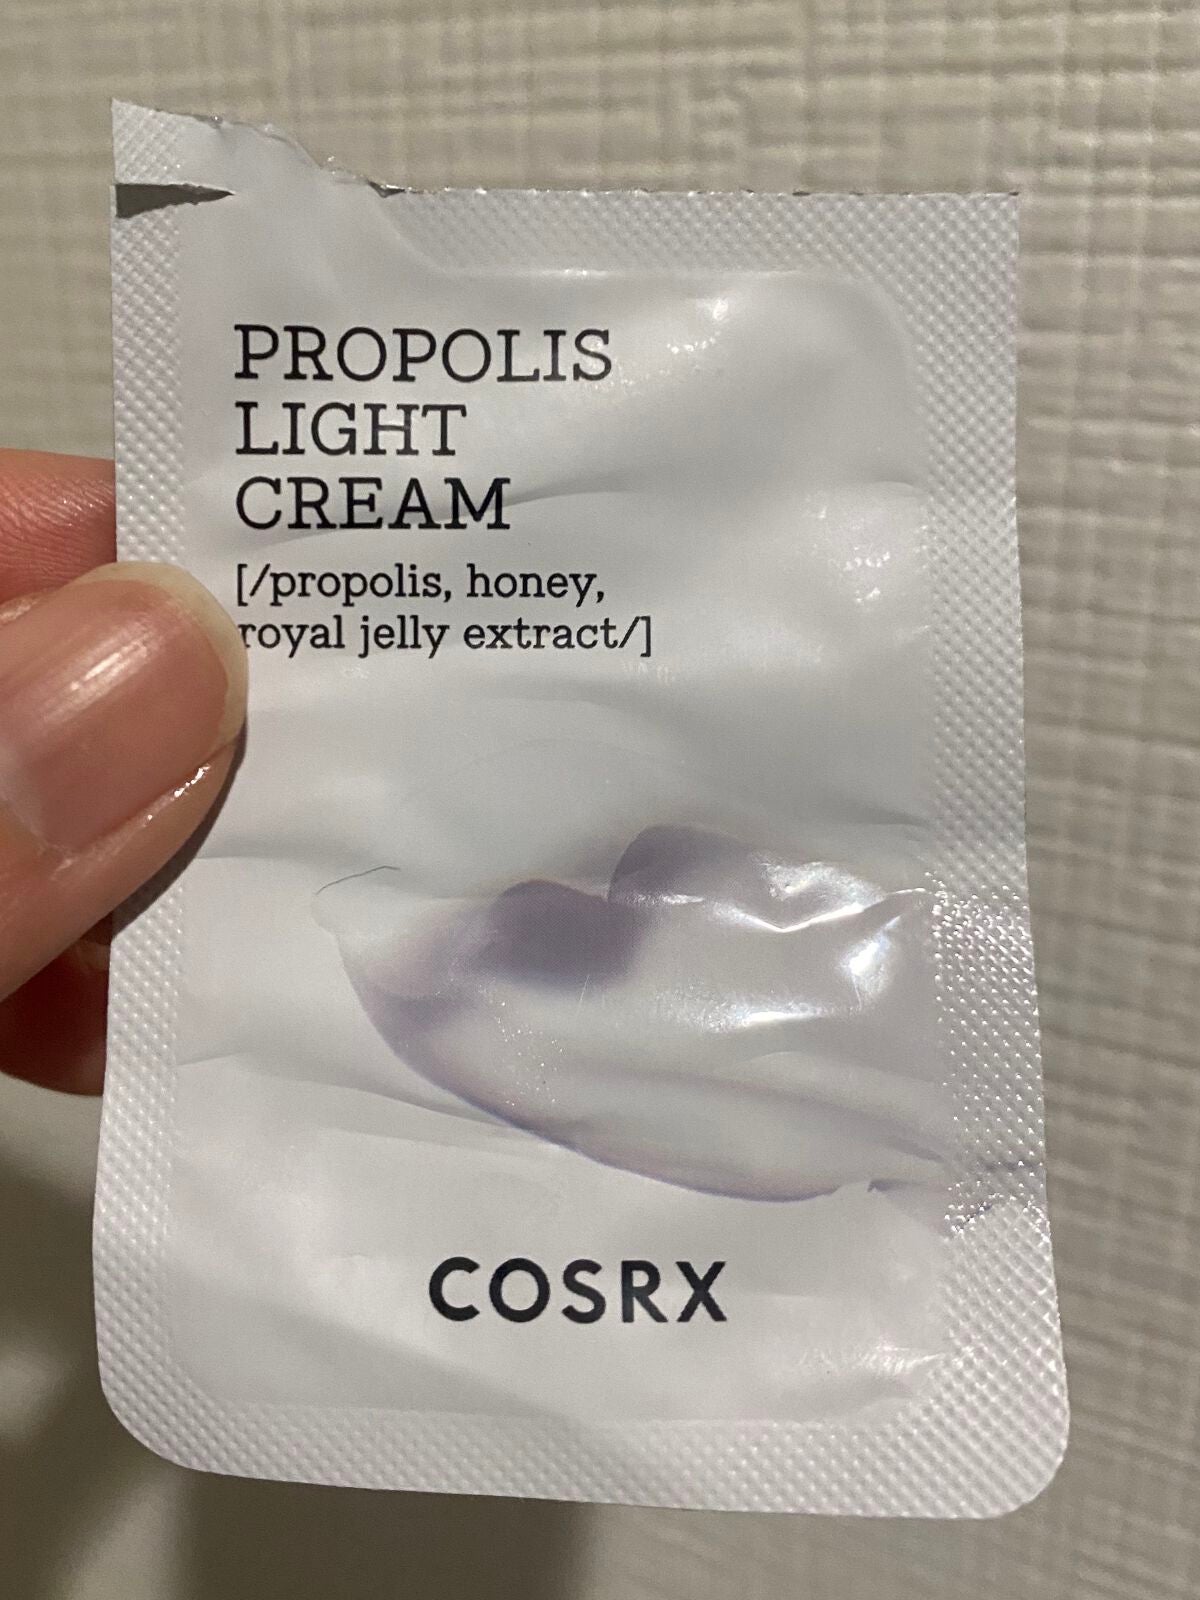 PROPOLIS
LIGHT
CREAM
[/propolis, honey,
royal jelly extract/]
COSRX